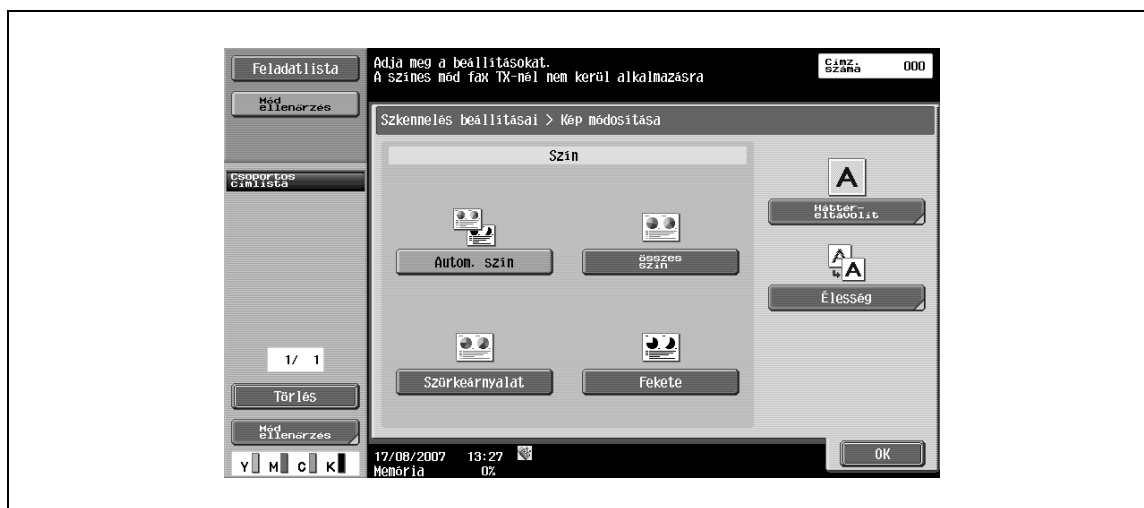 Feladatlista
Mód
ellenőrzés
Adja meg a beállításokat.
A színes mód fax TX-nél nem kerül alkalmazásra
Címz.
száma 000
Szkennelés beállításai > Kép módosítása
Csoportos
címlista
Szín
Autom. szín
összes
szín
Szürkeárnyalat
Fekete
A
Háttér-
eltávolít
A
A
Élesség
1/ 1
Törlés
Mód
ellenőrzés
Y M C K
17/08/2007 13:27
Memória 0%
OK